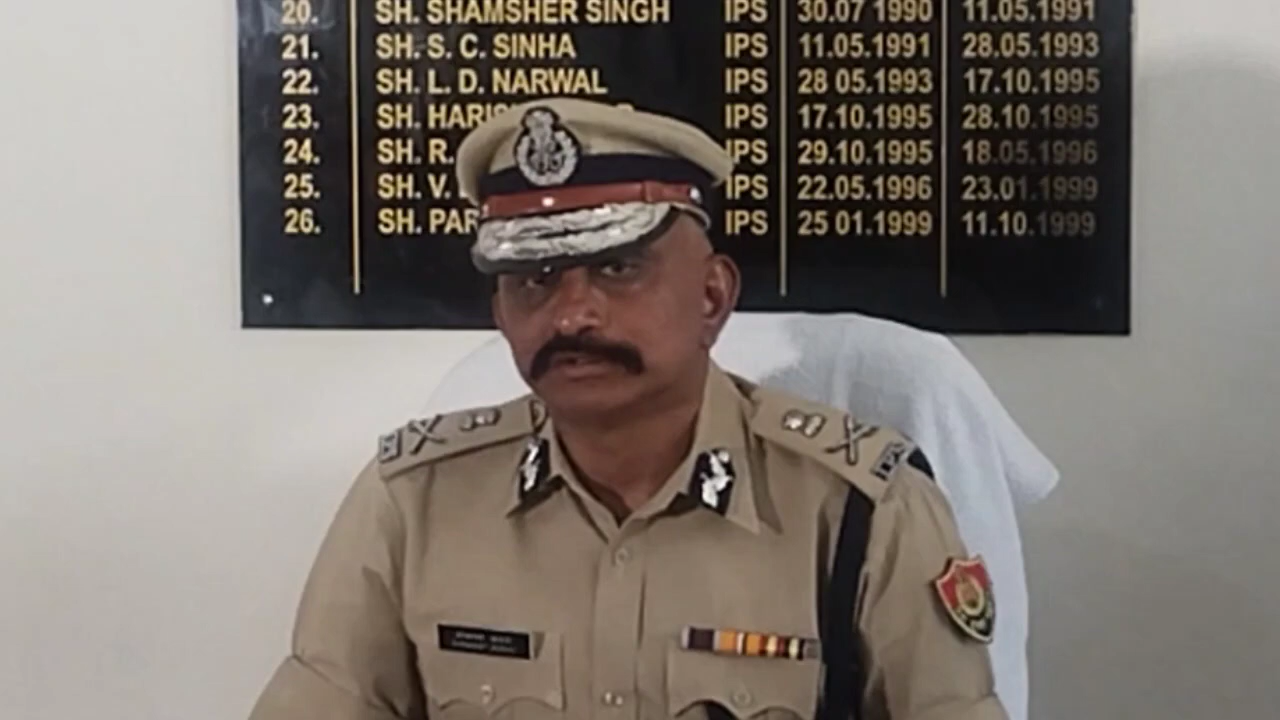 20. SH. SHAMSHER SINGH IPS 30.07 1990 11.05.1991
21. SH. S. C. SINHA IPS 11.05.1991 28.05.1993
22. SH. L. D. NARWAL IPS 28 05.1993 17.10.1995
23. SH. IPS 17.10.1995 28.10.1995
24. SH. R. IPS 29.10.1995 18.05.1996
25. SH. V. IPS 22.05.1996 23.01.1999
26. SH. IPS 25 01.1999 11.10.1999
IPS